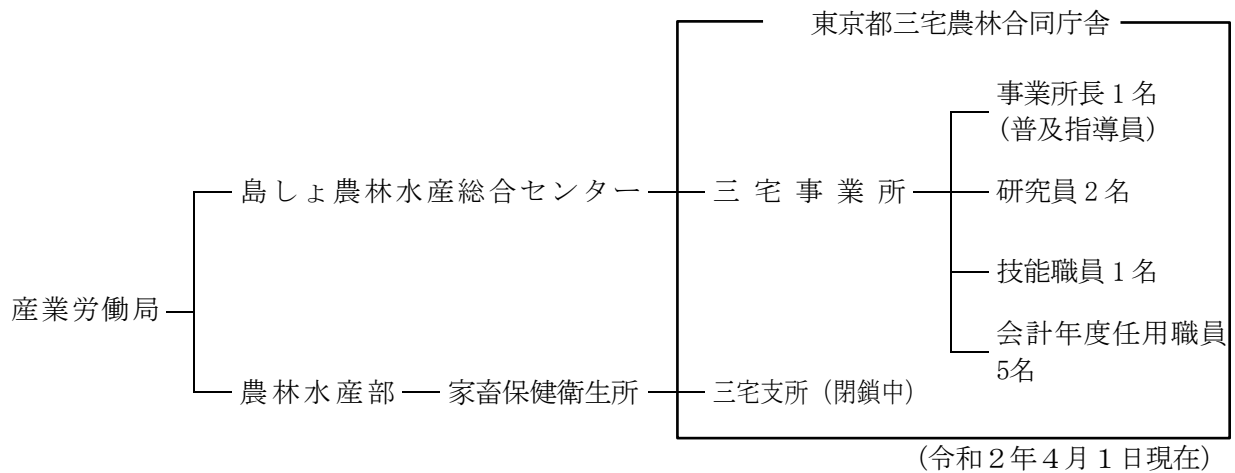 東京都三宅農林合同庁舎
事業所長1名
(普及指導員)
島しょ農林水産総合センター 三宅事業所 研究員2名
技能職員1名
産業労働局
会計年度任用職員
5名
農林水産部 家畜保健衛生所 三宅支所（閉鎖中）
(令和2年4月1日現在)